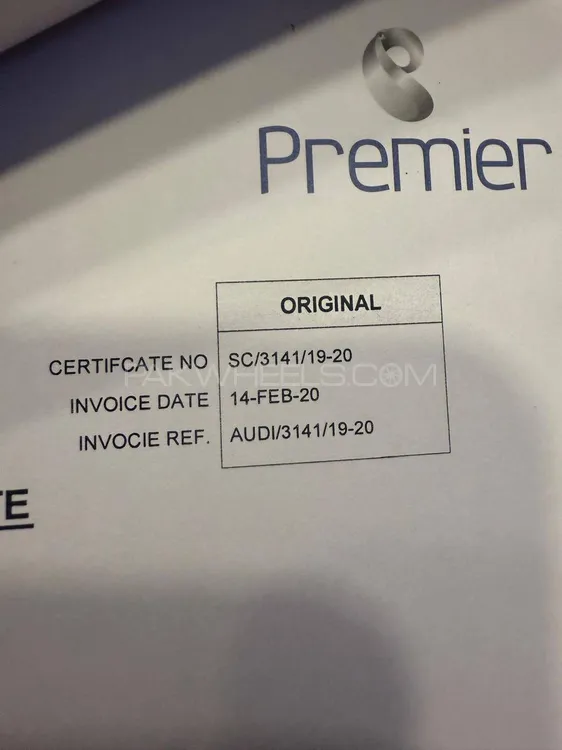 Premier
ORIGINAL
CERTIFCATE NO SC/3141/19-20
PAKWHEELS.COM
INVOICE DATE 14-FEB-20
INVOCIE REF. AUDI/3141/19-20
TE